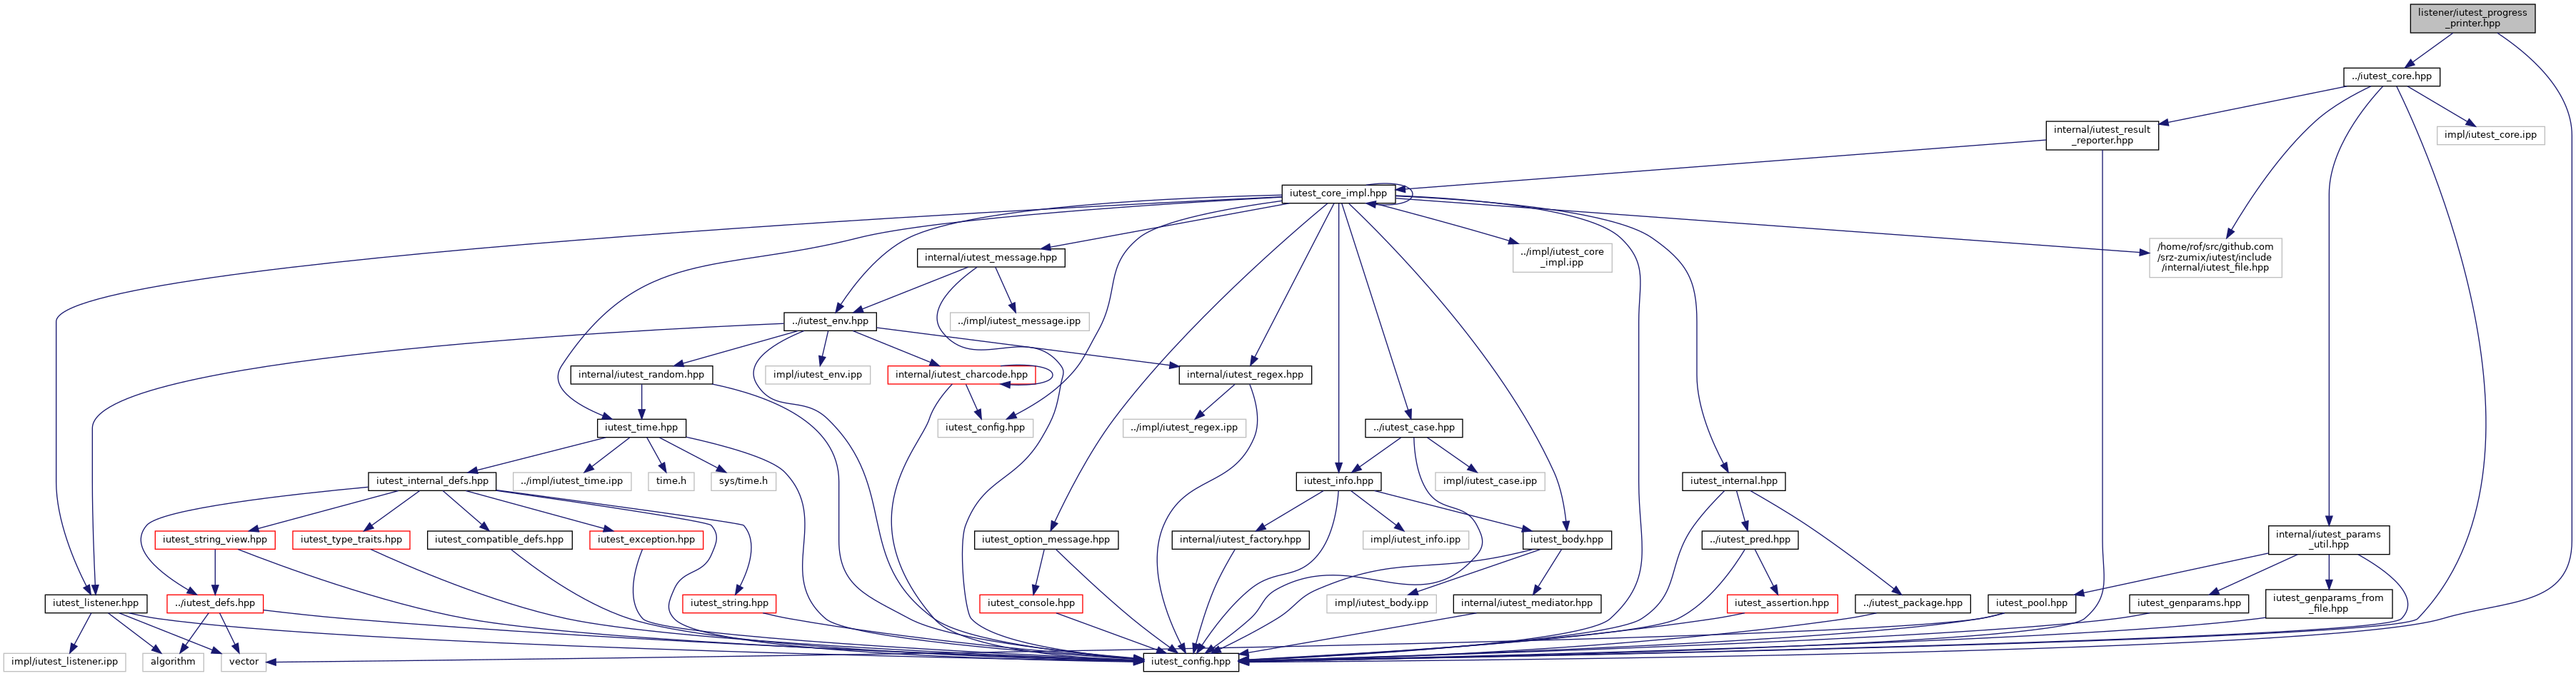 listener/iutest_progress
_printer.hpp
../iutest_core.hpp
internal/iutest_result
_reporter.hpp
impl/iutest_core.ipp
iutest_core_impl.hpp
internal/iutest_message.hpp
../impl/iutest_core
_impl.ipp
/home/rof/src/github.com
/srz-zumix/iutest/include
/internal/iutest_file.hpp
../iutest_env.hpp
../impl/iutest_message.ipp
internal/iutest_random.hpp
impl/iutest_env.ipp
internal/iutest_charcode.hpp
internal/iutest_regex.hpp
iutest_time.hpp
iutest_config.hpp
../impl/iutest_regex.ipp
../iutest_case.hpp
iutest_internal_defs.hpp
../impl/iutest_time.ipp
time.h
sys/time.h
iutest_info.hpp
impl/iutest_case.ipp
iutest_internal.hpp
iutest_string_view.hpp
iutest_type_traits.hpp
iutest_compatible_defs.hpp
iutest_exception.hpp
iutest_option_message.hpp
internal/iutest_factory.hpp
impl/iutest_info.ipp
iutest_body.hpp
../iutest_pred.hpp
internal/iutest_params
_util.hpp
iutest_listener.hpp
../iutest_defs.hpp
iutest_string.hpp
iutest_console.hpp
impl/iutest_body.ipp
internal/iutest_mediator.hpp
iutest_assertion.hpp
../iutest_package.hpp
iutest_pool.hpp
iutest_genparams.hpp
iutest_genparams_from
_file.hpp
impl/iutest_listener.ipp
algorithm
vector
iutest_config.hpp